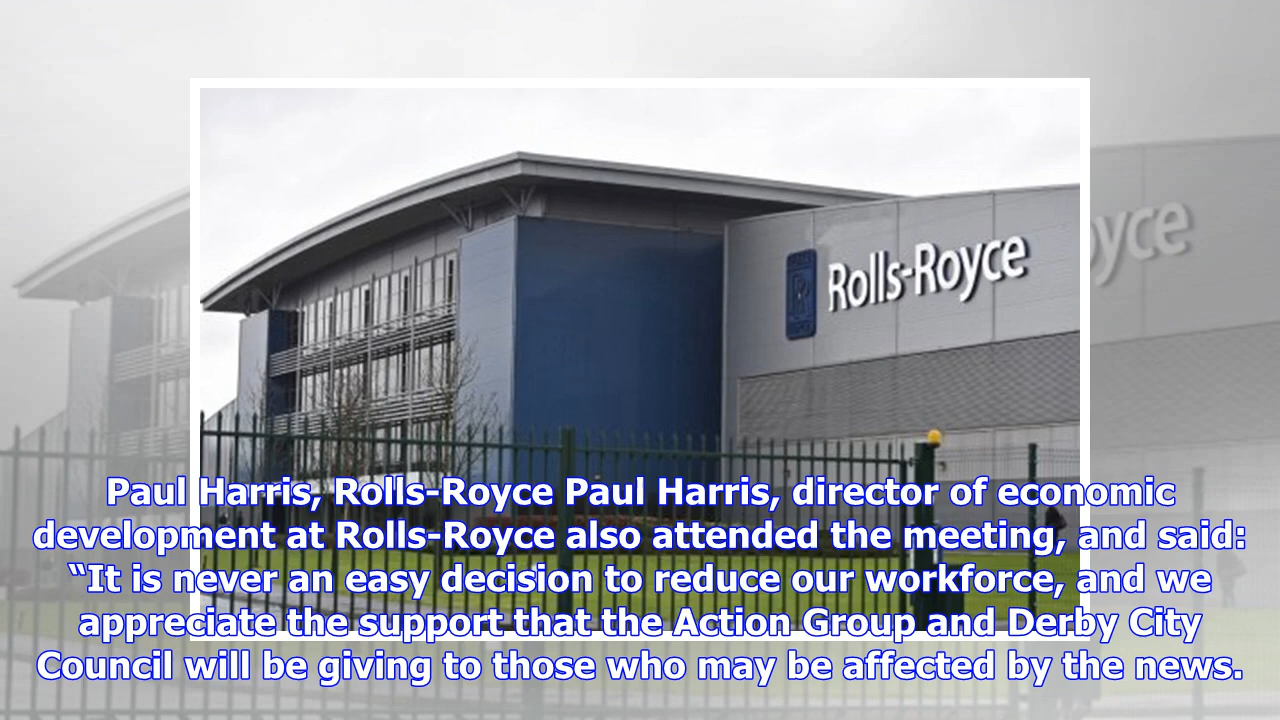 Rolls-Royce
oyce
Paul Harris, Rolls-Royce Paul Harris, director of economic
development at Rolls-Royce also attended the meeting, and said:
“It is never an easy decision to reduce our workforce, and we
appreciate the support that the Action Group and Derby City
Council will be giving to those who may be affected by the news.